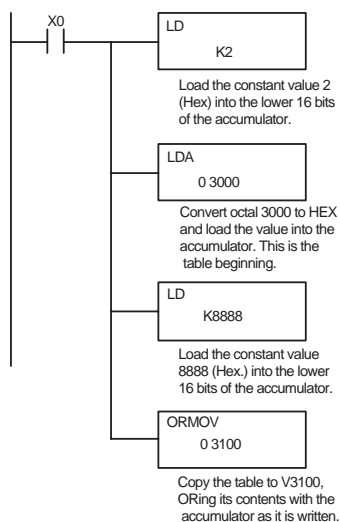 X0
LD
K2
Load the constant value 2
(Hex) into the lower 16 bits
of the accumulator.
LDA
0 3000
Convert octal 3000 to HEX
and load the value into the
accumulator. This is the
table beginning.
LD
K8888
Load the constant value
8888 (Hex.) into the lower
16 bits of the accumulator.
ORMOV
0 3100
Copy the table to V3100,
ORing its contents with the
accumulator as it is written.